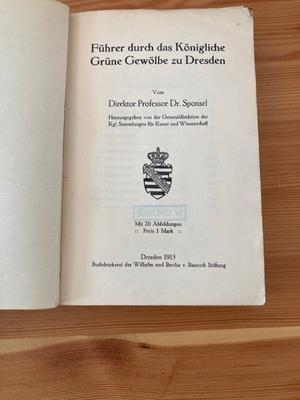 Führer durch das Königliche
Grüne Gewölbe zu Dresden
Vom
Direktor Professor Dr. Sponsel
Herausgegeben von der Generaldirektion der
Kgl. Sammlungen für Kunst und Wissenschaft
W. LINDNER
Mit 20 Abbildungen
:: Preis 1 Mark ::
Dresden 1915
Buchdruckerei der Wilhelm und Bertha v. Baensch Stiftung